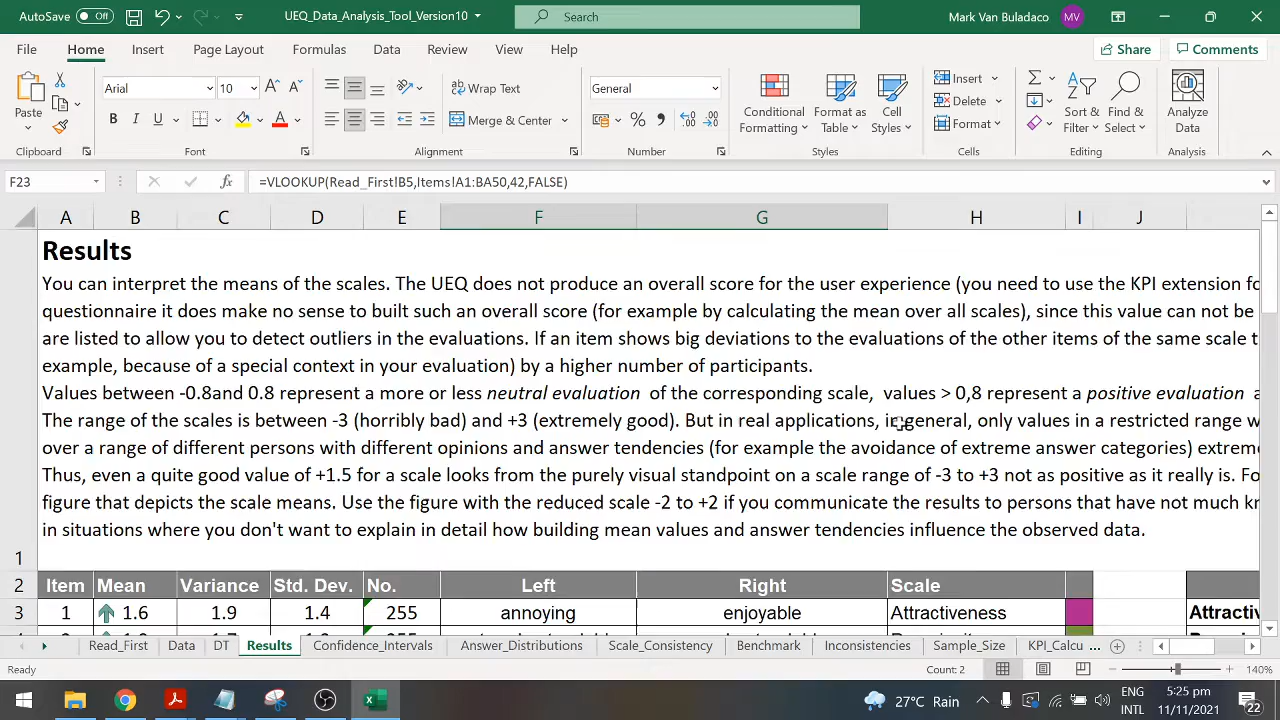 AutoSave Off UEQ_Data_Analysis_Tool_Version10 Search Mark Van Buladaco MV
File Home Insert Page Layout Formulas Data Review View Help Share Comments
Paste Arial 10 Wrap Text General Conditional Formatting Format as Table Cell Styles Insert Sort & Filter Find & Select Analyze Data
B I U A Merge & Center % Delete Format
Clipboard Font Alignment Number Styles Cells Editing Analysis
F23 fx =VLOOKUP(Read_First!B5,Items!A1:BA50,42,FALSE)
A B C D E F G H I J
Results
You can interpret the means of the scales. The UEQ does not produce an overall score for the user experience (you need to use the KPI extension fo
questionnaire it does make no sense to built such an overall score (for example by calculating the mean over all scales), since this value can not be
are listed to allow you to detect outliers in the evaluations. If an item shows big deviations to the evaluations of the other items of the same scale t
example, because of a special context in your evaluation) by a higher number of participants.
Values between -0.8and 0.8 represent a more or less neutral evaluation of the corresponding scale, values > 0,8 represent a positive evaluation a
The range of the scales is between -3 (horribly bad) and +3 (extremely good). But in real applications, in general, only values in a restricted range w
over a range of different persons with different opinions and answer tendencies (for example the avoidance of extreme answer categories) extrem
Thus, even a quite good value of +1.5 for a scale looks from the purely visual standpoint on a scale range of -3 to +3 not as positive as it really is. Fo
figure that depicts the scale means. Use the figure with the reduced scale -2 to +2 if you communicate the results to persons that have not much kn
in situations where you don't want to explain in detail how building mean values and answer tendencies influence the observed data.
1
2 Item Mean Variance Std. Dev. No. Left Right Scale
3 1 1.6 1.9 1.4 255 annoying enjoyable Attractiveness Attractiv
Read_First Data DT Results Confidence_Intervals Answer_Distributions Scale_Consistency Benchmark Inconsistencies Sample_Size KPI_Calcu ...
Ready Count: 2 140%
27°C Rain ENG INTL 5:25 pm 11/11/2021 22